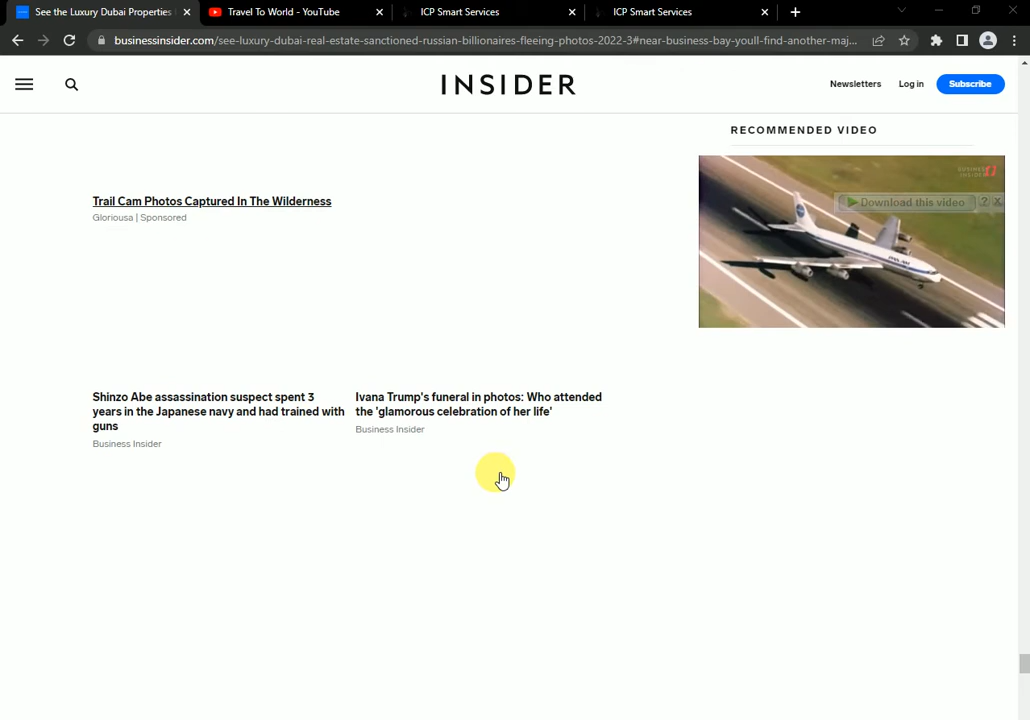 See the Luxury Dubai Properties
Travel To World - YouTube
ICP Smart Services
ICP Smart Services
businessinsider.com/see-luxury-dubai-real-estate-sanctioned-russian-billionaires-fleeing-photos-2022-3#near-business-bay-youll-find-another-maj...
INSIDER
Newsletters
Log in
Subscribe
RECOMMENDED VIDEO
BUSINESS
INSIDER
Download this video
Trail Cam Photos Captured In The Wilderness
Gloriousa | Sponsored
Shinzo Abe assassination suspect spent 3
years in the Japanese navy and had trained with
guns
Business Insider
Ivana Trump's funeral in photos: Who attended
the 'glamorous celebration of her life'
Business Insider